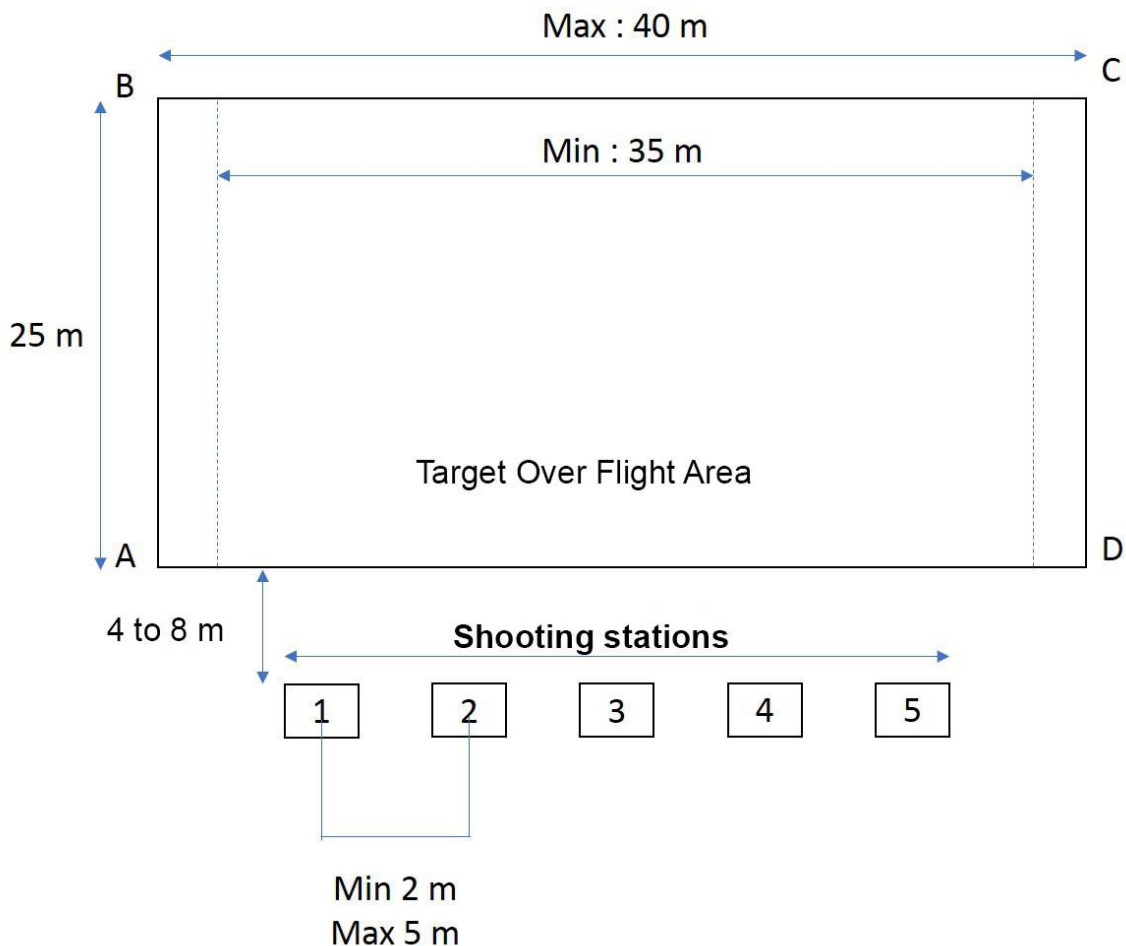 Max : 40 m
B
C
Min : 35 m
25 m
Target Over Flight Area
A
D
4 to 8 m
Shooting stations
1 2 3 4 5
Min 2 m
Max 5 m